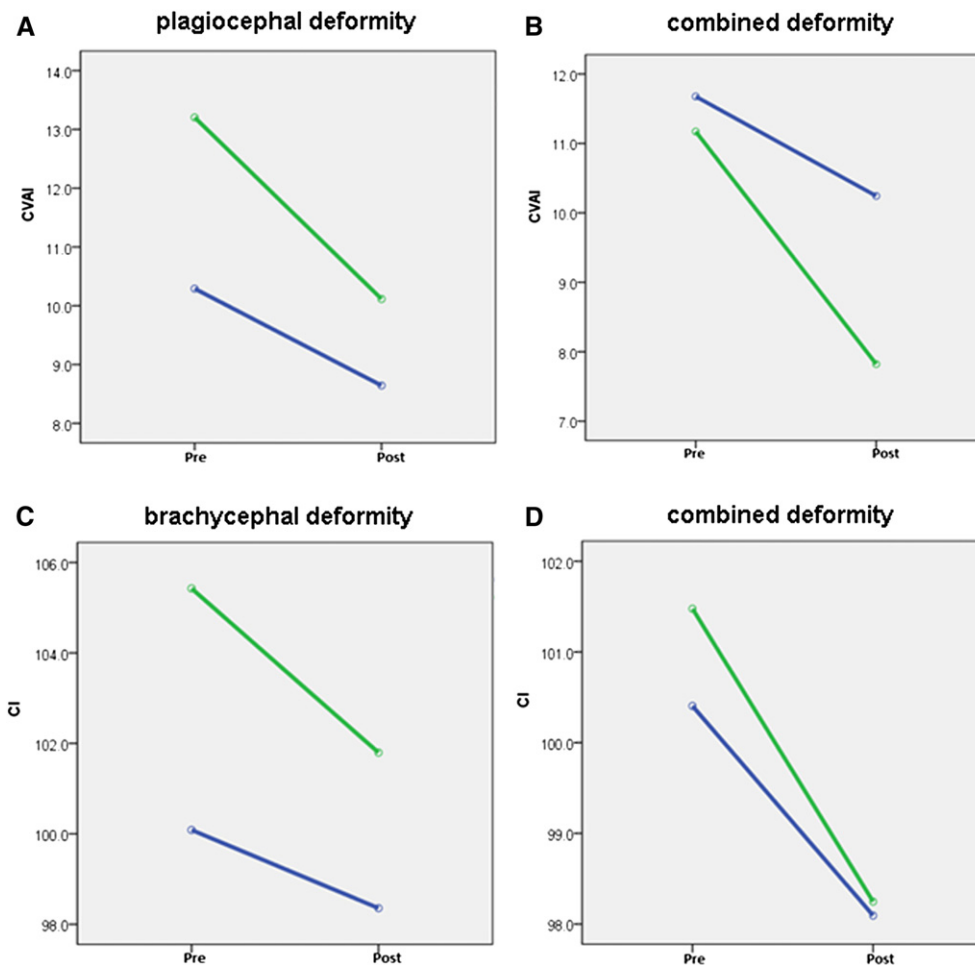 A plagiocephal deformity
CVAI
14.0
13.0
12.0
11.0
10.0
9.0
8.0
Pre Post
B combined deformity
CVAI
12.0
11.0
10.0
9.0
8.0
7.0
Pre Post
C brachycephal deformity
CI
106.0
104.0
102.0
100.0
98.0
Pre Post
D combined deformity
CI
102.0
101.0
100.0
99.0
98.0
Pre Post